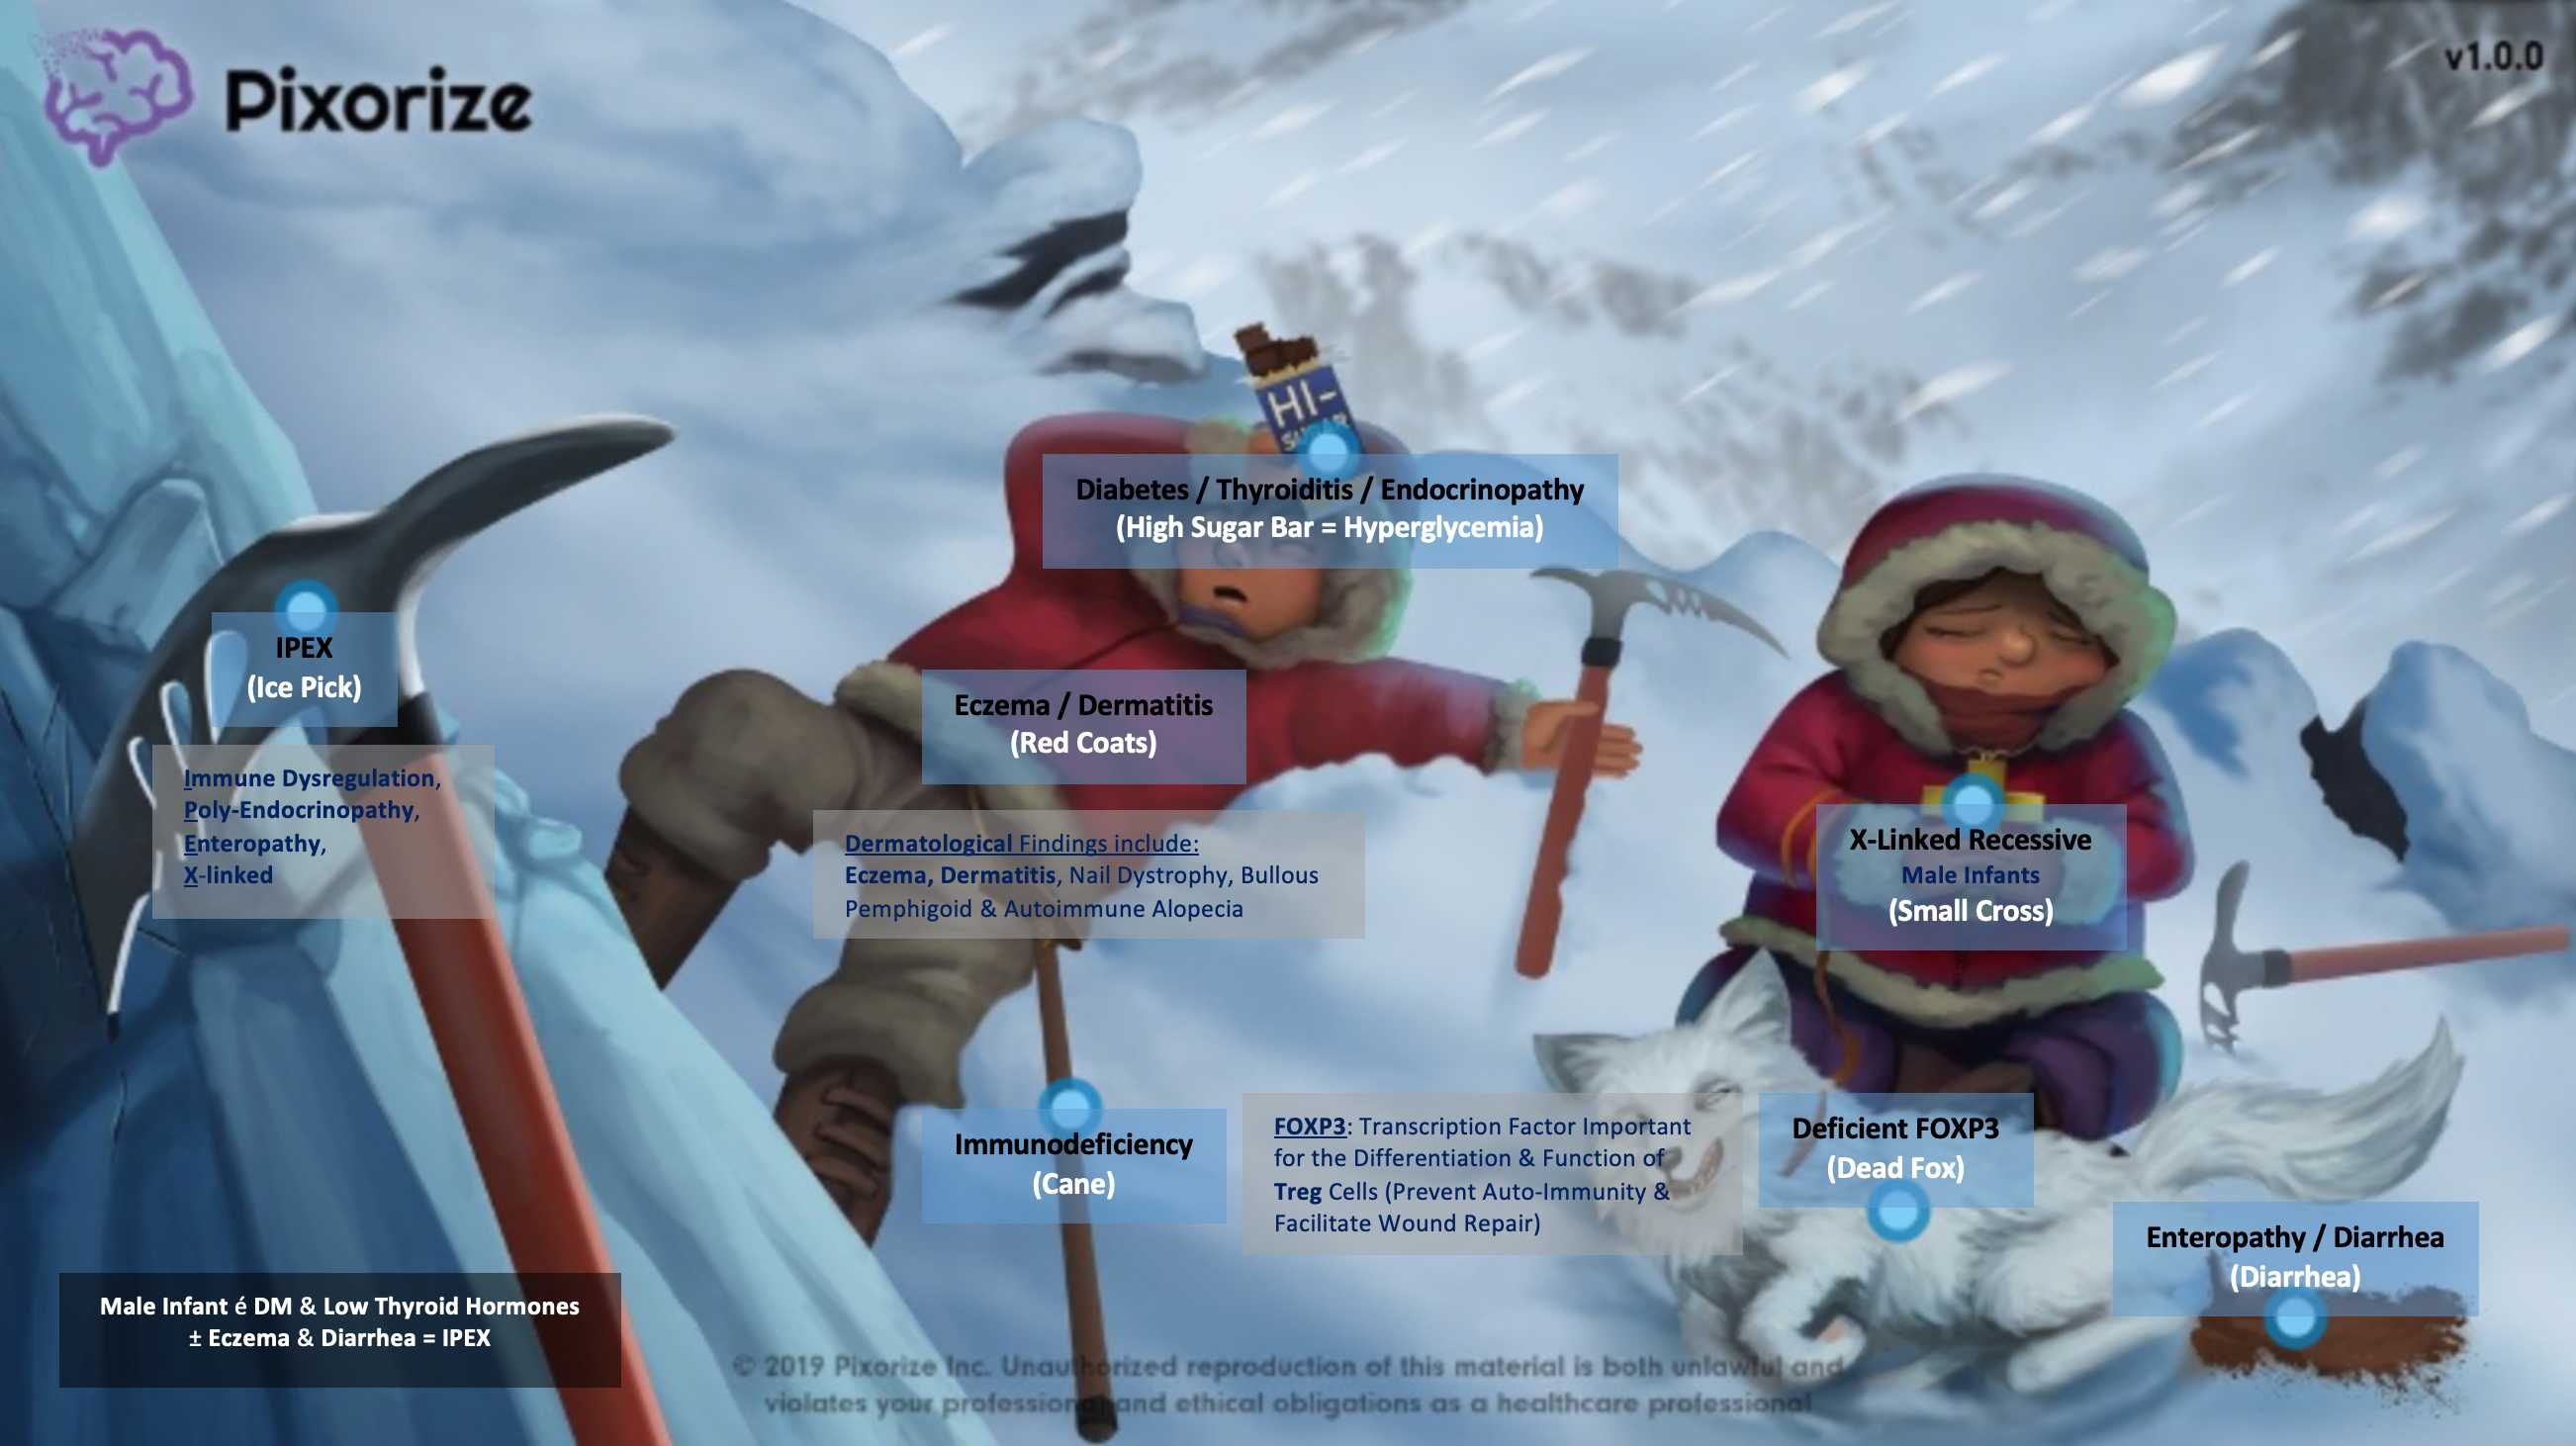 Pixorize
v1.0.0
HI-
SUGAR
Diabetes / Thyroiditis / Endocrinopathy
(High Sugar Bar = Hyperglycemia)
IPEX
(Ice Pick)
Immune Dysregulation,
Poly-Endocrinopathy,
Enteropathy,
X-linked
Eczema / Dermatitis
(Red Coats)
Dermatological Findings include:
Eczema, Dermatitis, Nail Dystrophy, Bullous
Pemphigoid & Autoimmune Alopecia
X-Linked Recessive
Male Infants
(Small Cross)
Immunodeficiency
(Cane)
FOXP3: Transcription Factor Important
for the Differentiation & Function of
Treg Cells (Prevent Auto-Immunity &
Facilitate Wound Repair)
Deficient FOXP3
(Dead Fox)
Enteropathy / Diarrhea
(Diarrhea)
Male Infant é DM & Low Thyroid Hormones
± Eczema & Diarrhea = IPEX
© 2019 Pixorize Inc. Unauthorized reproduction of this material is both unlawful and
violates your professional and ethical obligations as a healthcare professional